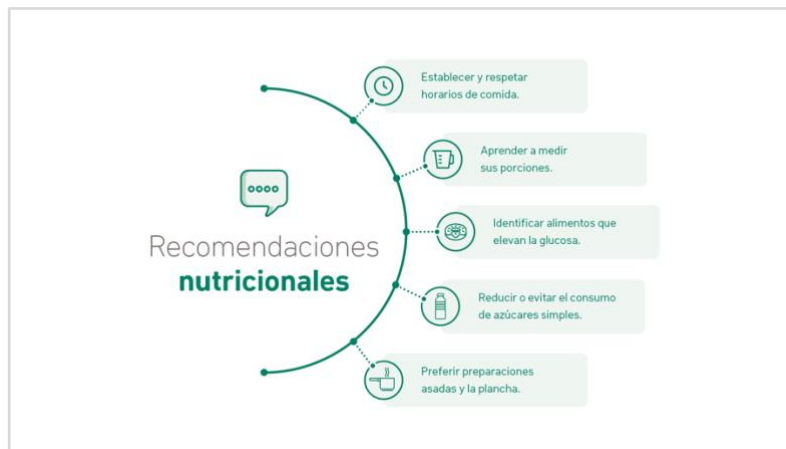 Recomendaciones
nutricionales
Establecer y respetar
horarios de comida.
Aprender a medir
sus porciones.
Identificar alimentos que
elevan la glucosa.
Reducir o evitar el consumo
de azúcares simples.
Preferir preparaciones
asadas y la plancha.